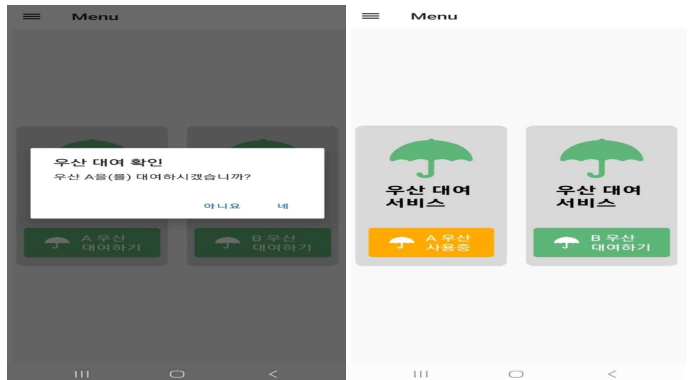 Menu
우산 대여 확인
우산 A을(를) 대여하시겠습니까?
아니요 네
A 우산
대여하기
B 우산
대여하기
Menu
우산 대여
서비스
A 우산
사용중
우산 대여
서비스
B 우산
대여하기